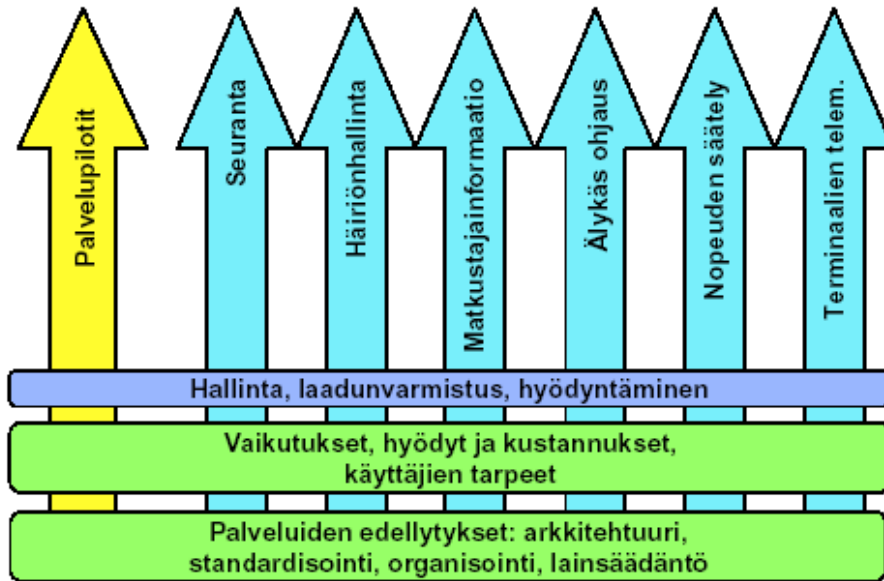 Palvelupilotit
Seuranta
Häiriönhallinta
Matkustajainformaatio
Älykäs ohjaus
Nopeuden säätely
Terminaalien telem.
Hallinta, laadunvarmistus, hyödyntäminen
Vaikutukset, hyödyt ja kustannukset,
käyttäjien tarpeet
Palveluiden edellytykset: arkkitehtuuri,
standardisointi, organisointi, lainsäädäntö